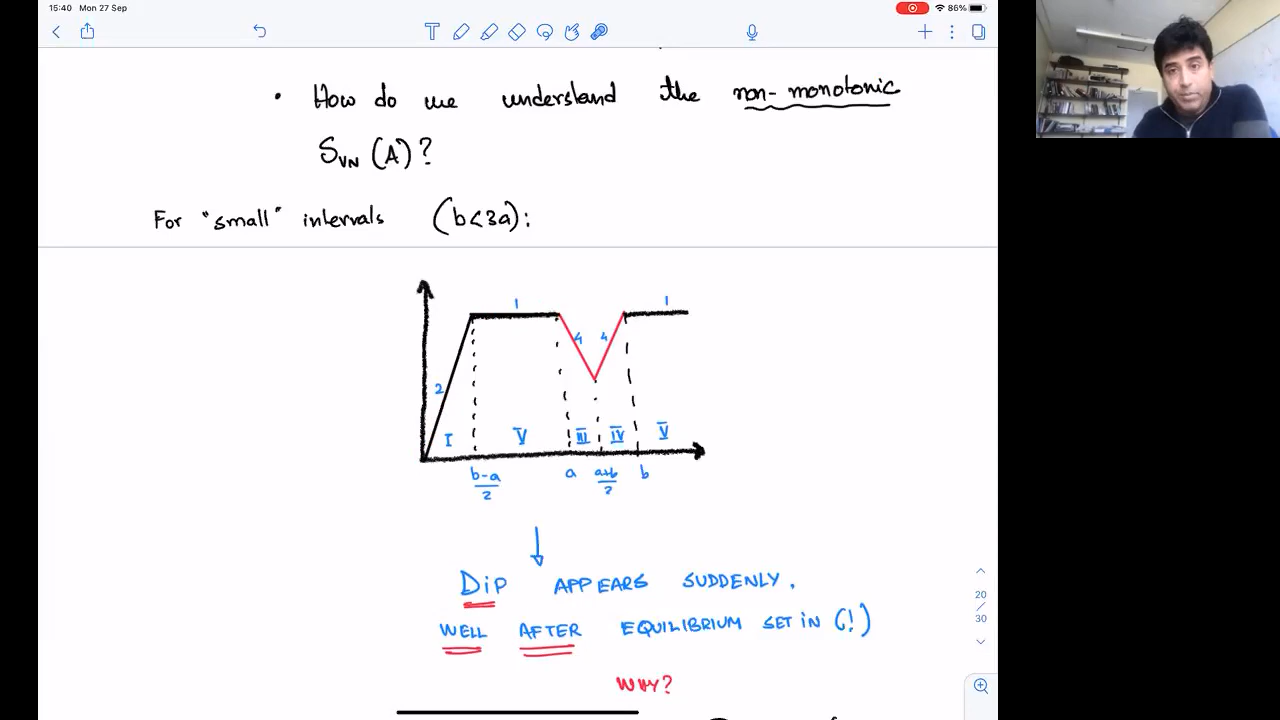 15:40 Mon 27 Sep
86%
• How do we understand the non-monotonic
S_VN (A)?
For "small" intervals (b<3a):
1
1
4
4
2
I
V
III
IV
V
b-a/2
a
a+b/2
b
DIP APPEARS SUDDENLY,
WELL AFTER EQUILIBRIUM SET IN (!)
WHY?
20
/
30